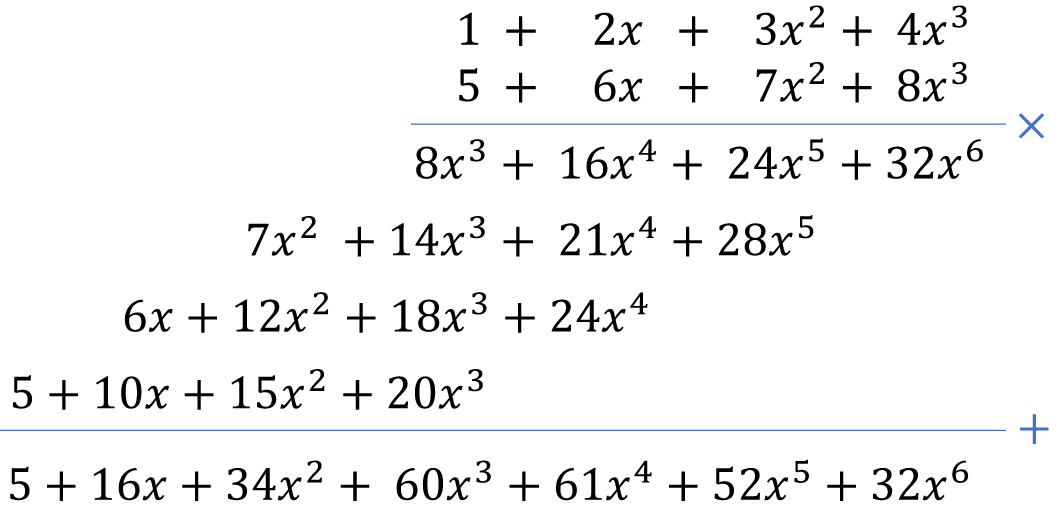 1 + 2x + 3x² + 4x³
5 + 6x + 7x² + 8x³
×
8x³ + 16x⁴ + 24x⁵ + 32x⁶
7x² + 14x³ + 21x⁴ + 28x⁵
6x + 12x² + 18x³ + 24x⁴
5 + 10x + 15x² + 20x³
+
5 + 16x + 34x² + 60x³ + 61x⁴ + 52x⁵ + 32x⁶